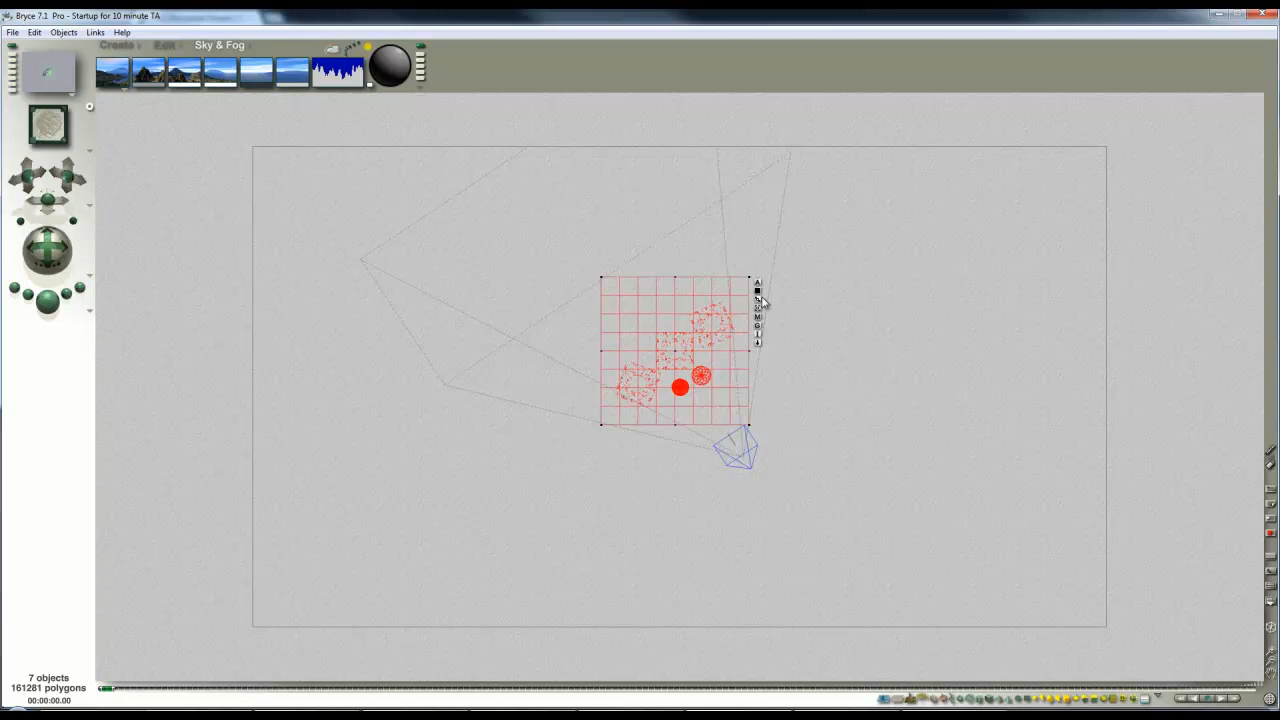 Bryce 7.1 Pro - Startup for 10 minute TA
File Edit Objects Links Help
Create Edit Sky & Fog
A
M
G
7 objects
161281 polygons
00:00:00.00